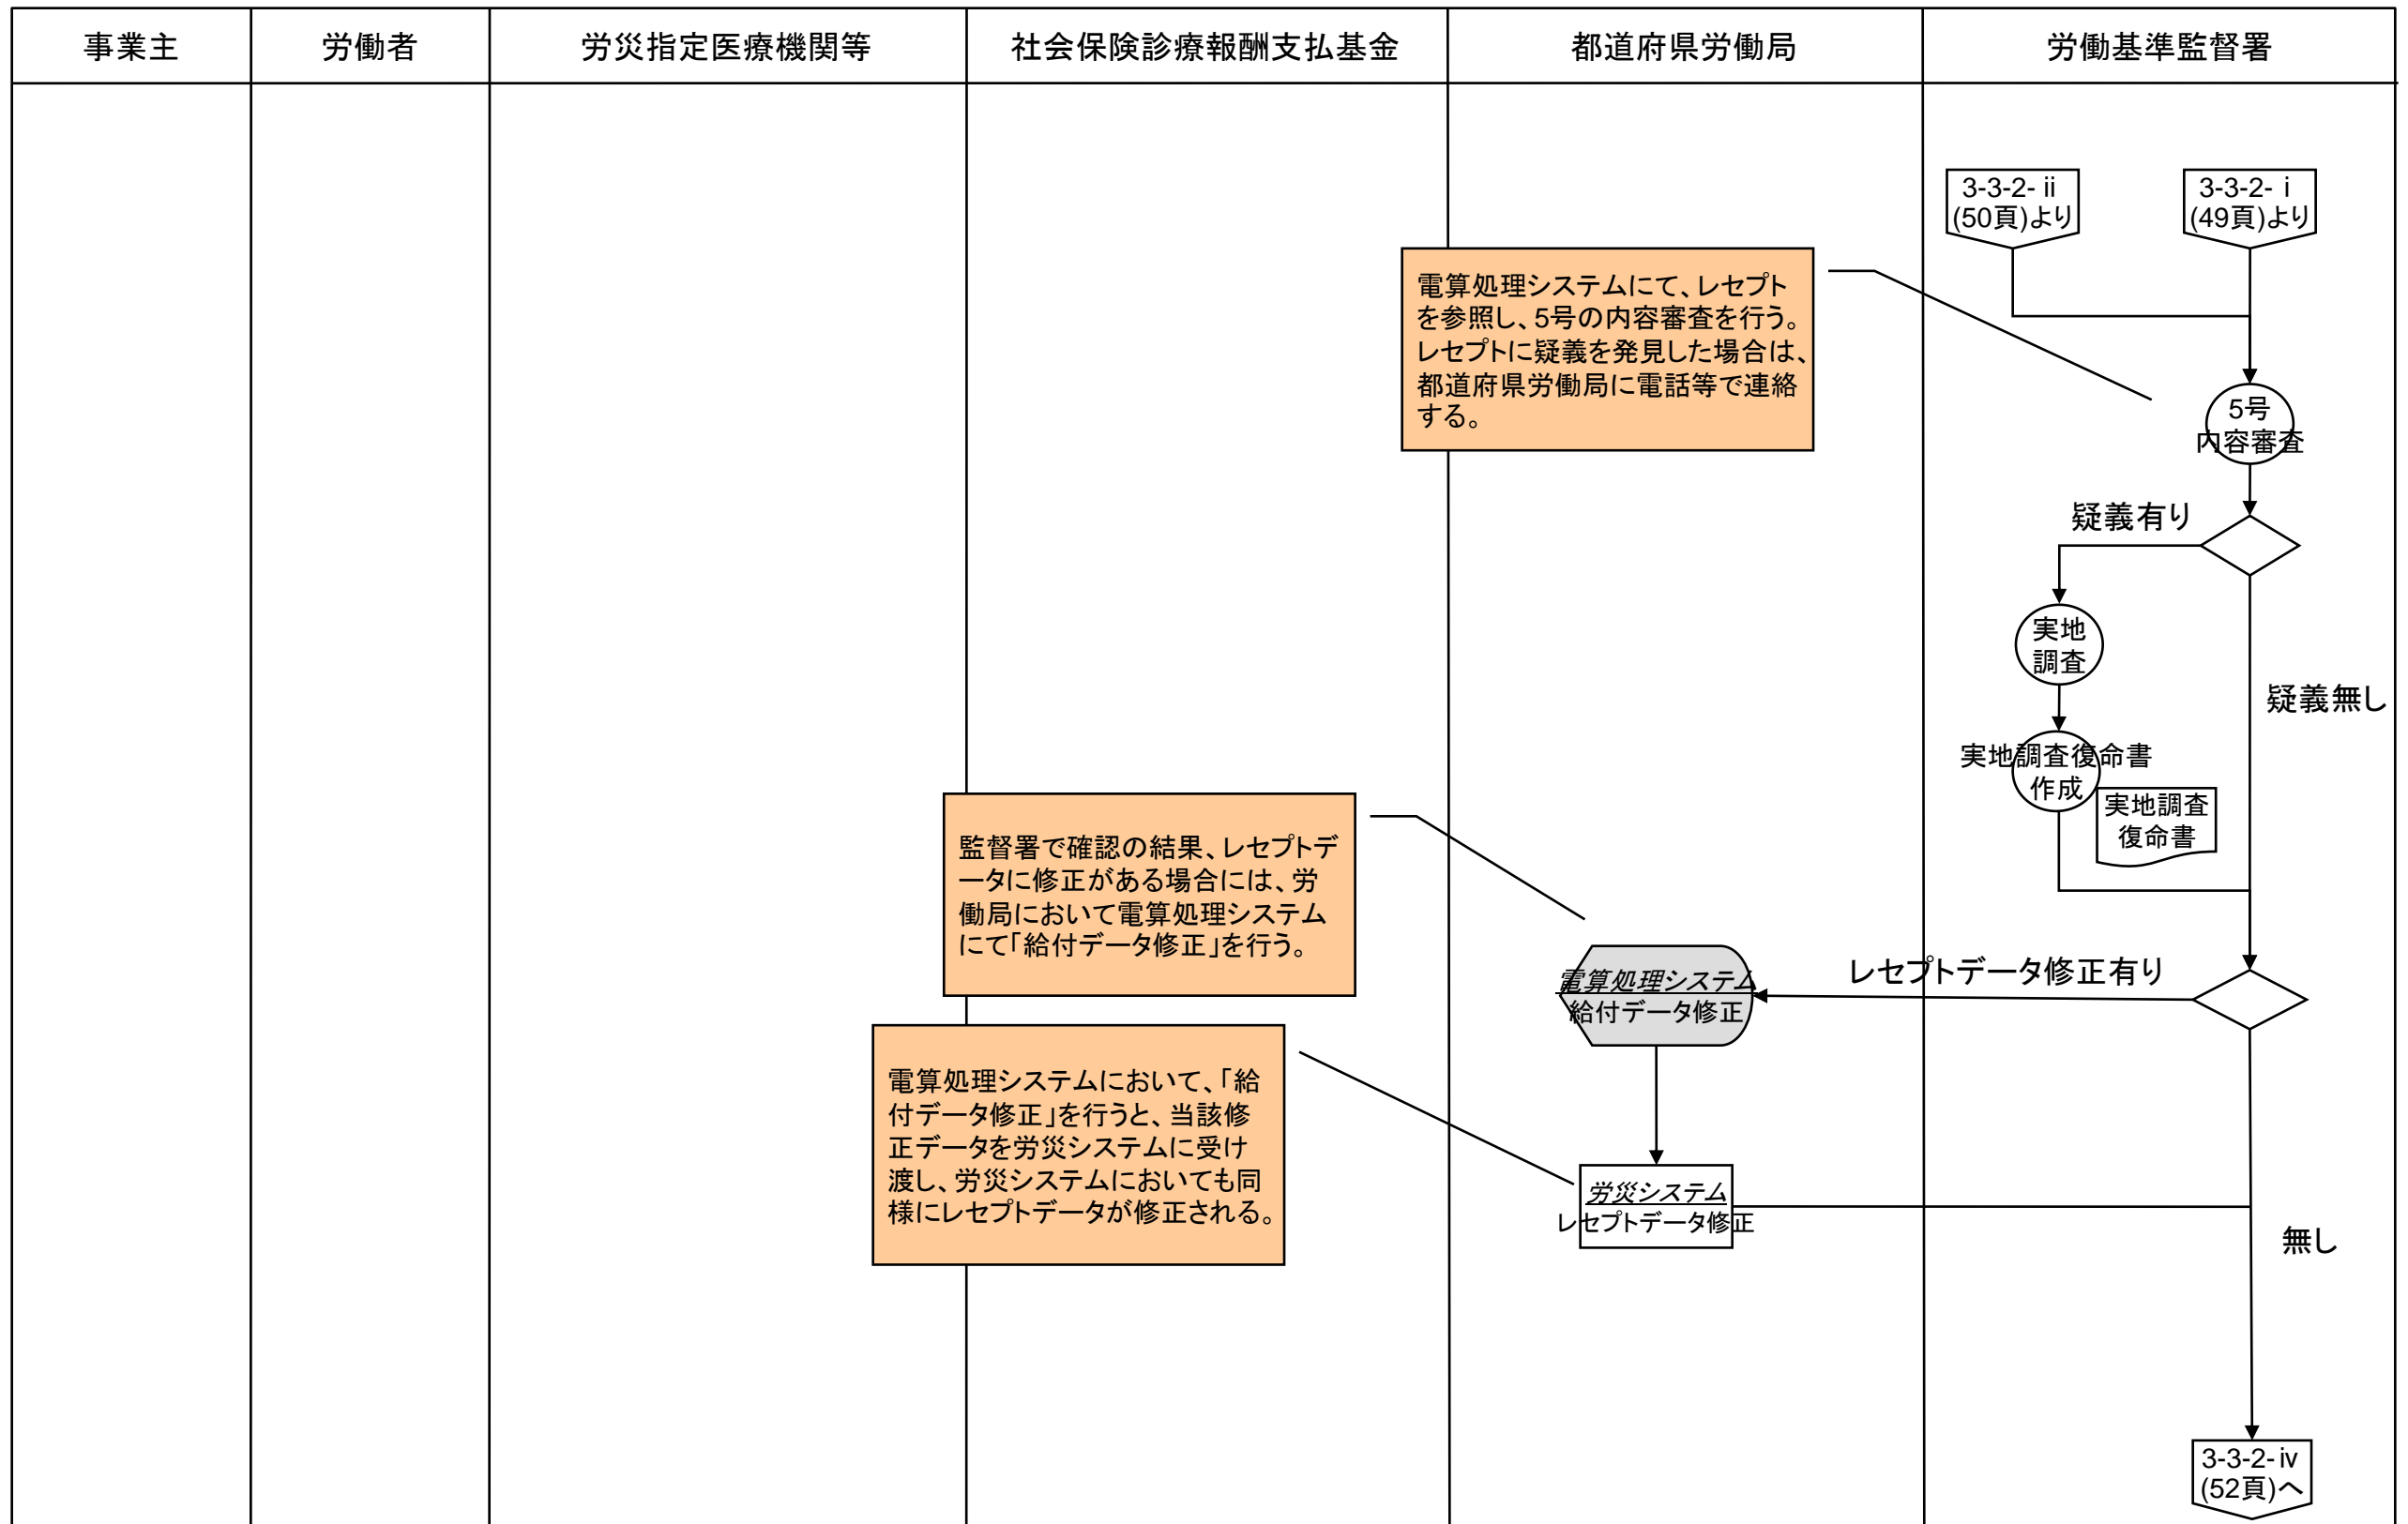 事業主
労働者
労災指定医療機関等
社会保険診療報酬支払基金
都道府県労働局
労働基準監督署
3-3-2-ⅱ
(50頁)より
3-3-2-ⅰ
(49頁)より
電算処理システムにて、レセプト
を参照し、5号の内容審査を行う。
レセプトに疑義を発見した場合は、
都道府県労働局に電話等で連絡
する。
5号
内容審査
疑義有り
実地
調査
疑義無し
実地調査復命書
作成
実地調査
復命書
監督署で確認の結果、レセプトデ
ータに修正がある場合には、労
働局において電算処理システム
にて「給付データ修正」を行う。
レセプトデータ修正有り
電算処理システム
給付データ修正
電算処理システムにおいて、「給
付データ修正」を行うと、当該修
正データを労災システムに受け
渡し、労災システムにおいても同
様にレセプトデータが修正される。
労災システム
レセプトデータ修正
無し
3-3-2-ⅳ
(52頁)へ